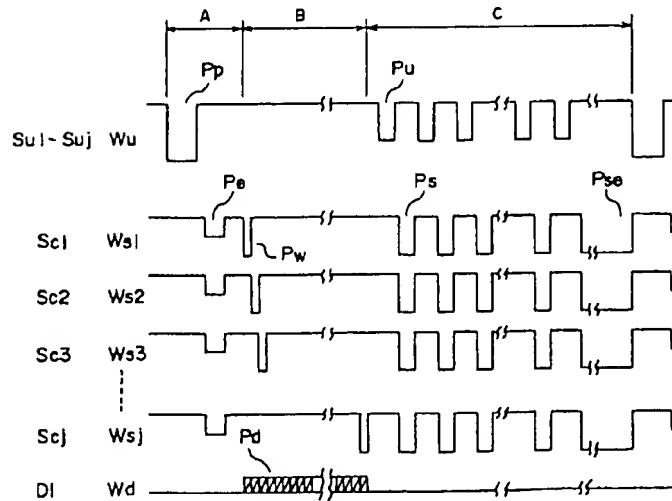 A B C
Pp Pu
Su1~Suj Wu
Pe Ps Pse
Sc1 Ws1
Pw
Sc2 Ws2
Sc3 Ws3
Scj Wsj
Pd
D1 Wd